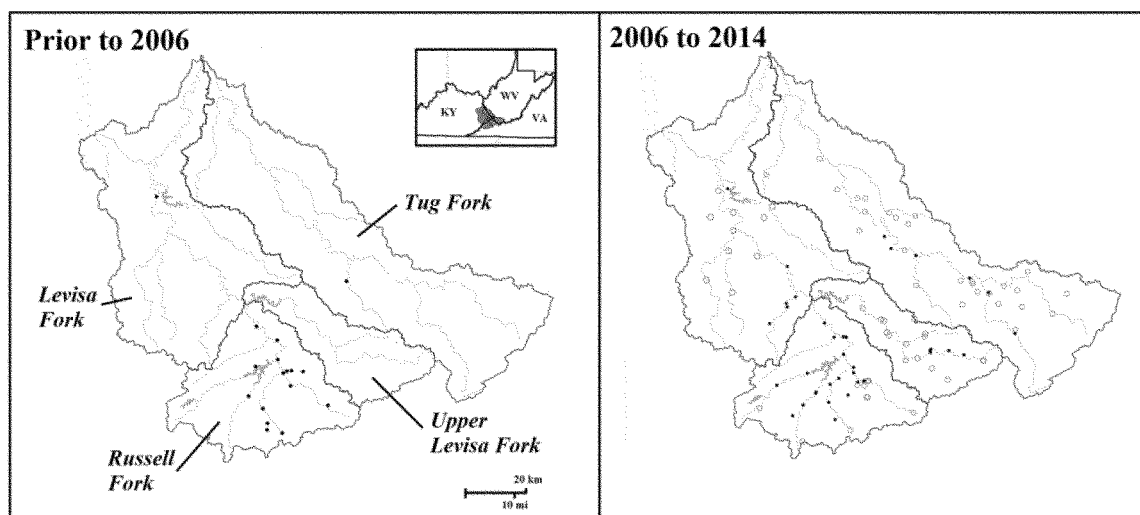 Prior to 2006
2006 to 2014
WV
KY
VA
Tug Fork
Levisa
Fork
Upper
Levisa Fork
Russell
Fork
20 km
10 mi